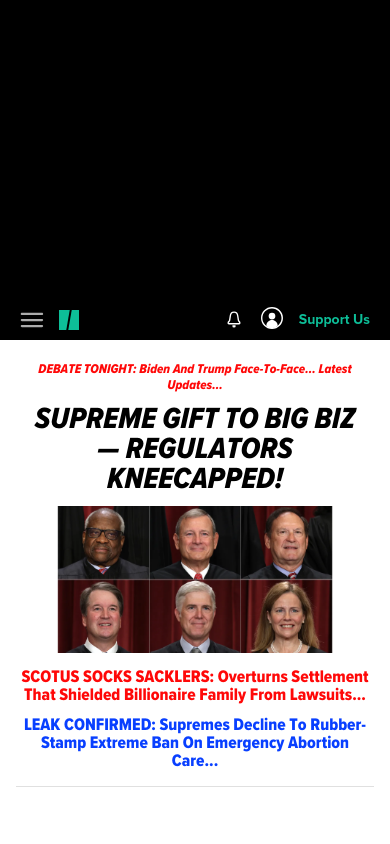 Support Us
DEBATE TONIGHT: Biden And Trump Face-To-Face... Latest
Updates...
SUPREME GIFT TO BIG BIZ
— REGULATORS
KNEECAPPED!
SCOTUS SOCKS SACKLERS: Overturns Settlement
That Shielded Billionaire Family From Lawsuits...
LEAK CONFIRMED: Supremes Decline To Rubber-
Stamp Extreme Ban On Emergency Abortion
Care...